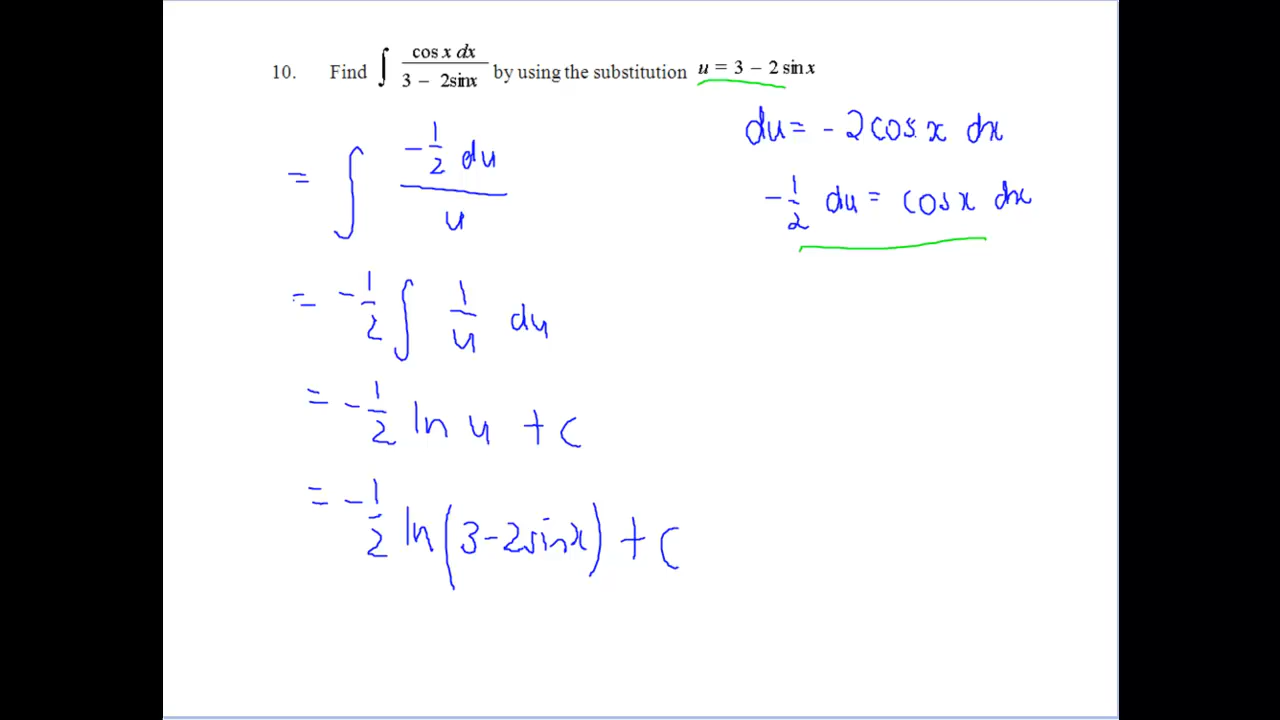 10. Find ∫ cos x dx / 3 − 2sinx by using the substitution u = 3 − 2 sin x
du = -2cos x dx
-1/2 du = cos x dx
= ∫ -1/2 du / u
= -1/2 ∫ 1/u du
= -1/2 ln u + C
= -1/2 ln(3-2sinx) + C